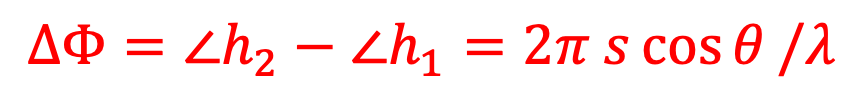 ΔΦ = ∠h₂ − ∠h₁ = 2π s cos θ /λ